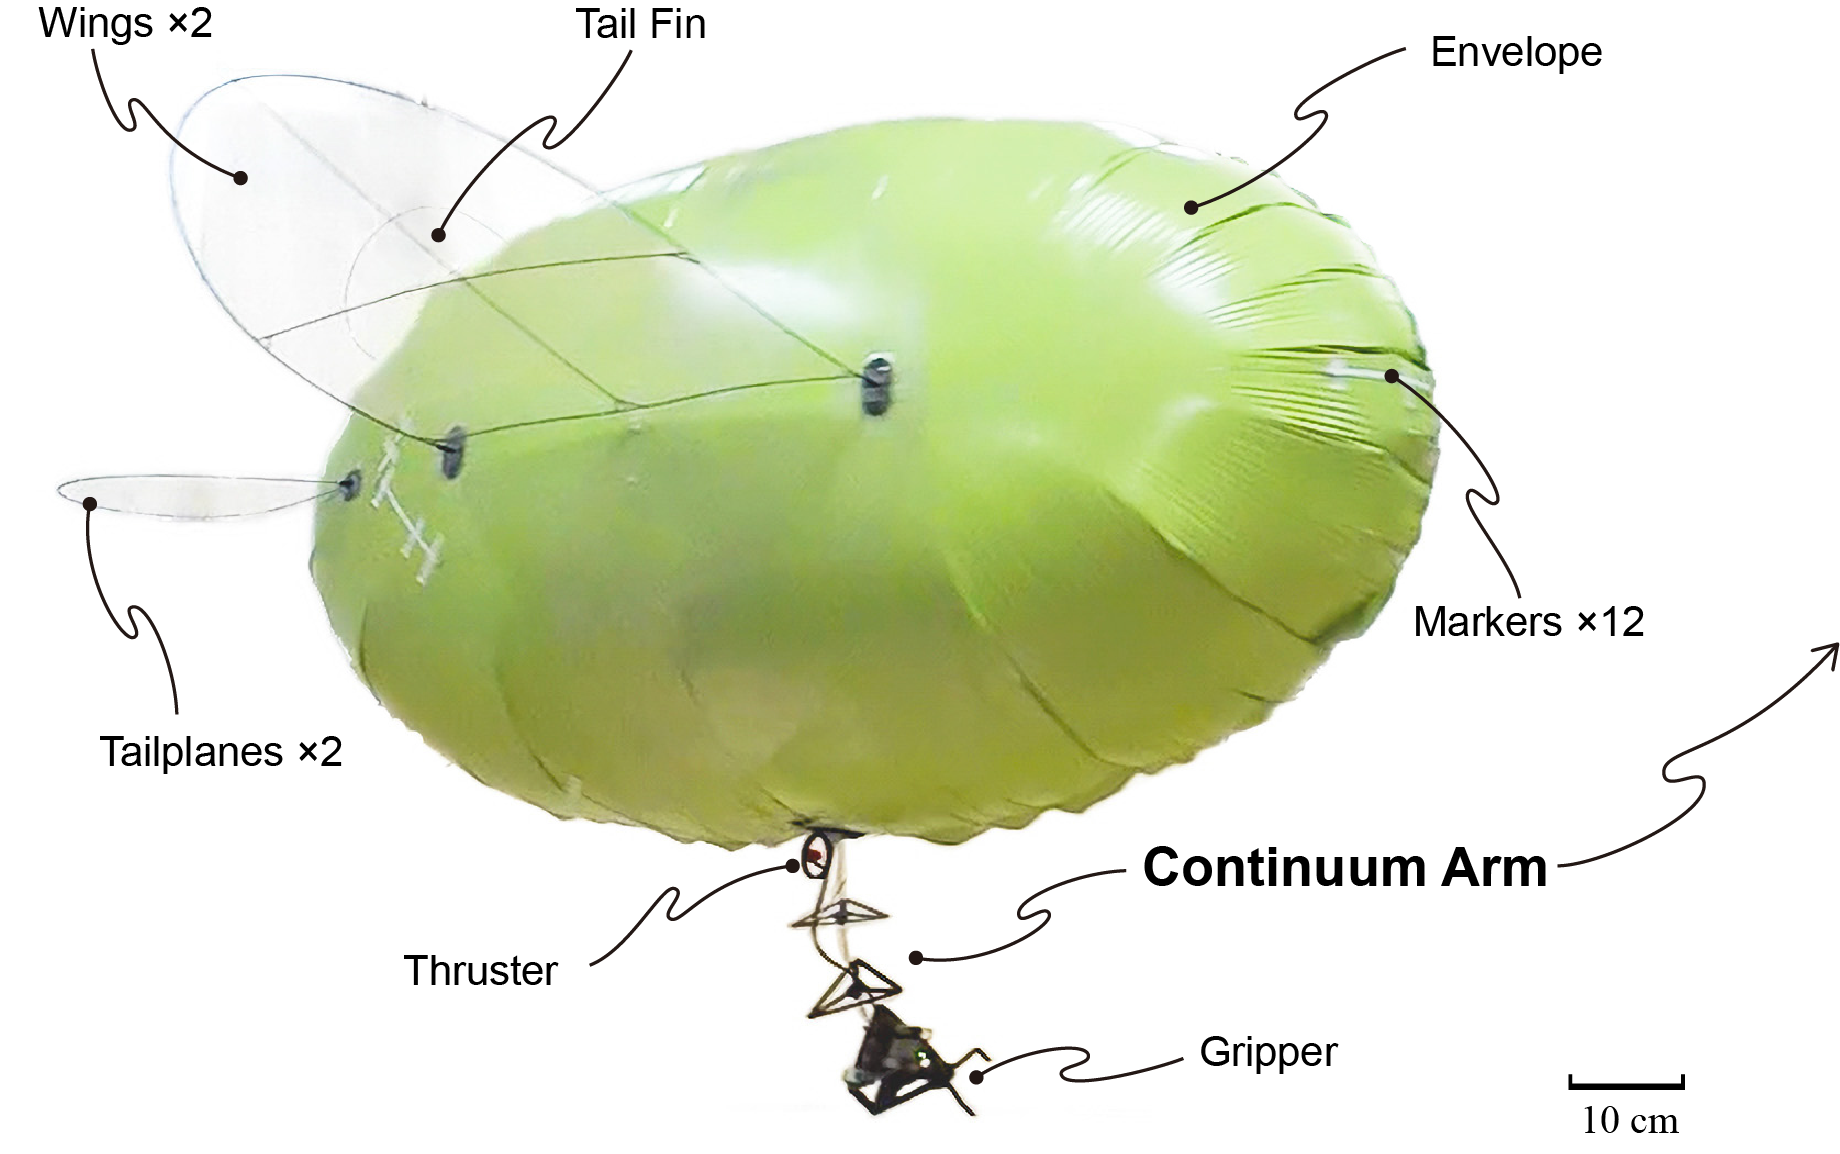 Wings ×2
Tail Fin
Envelope
Markers ×12
Tailplanes ×2
Continuum Arm
Thruster
Gripper
10 cm